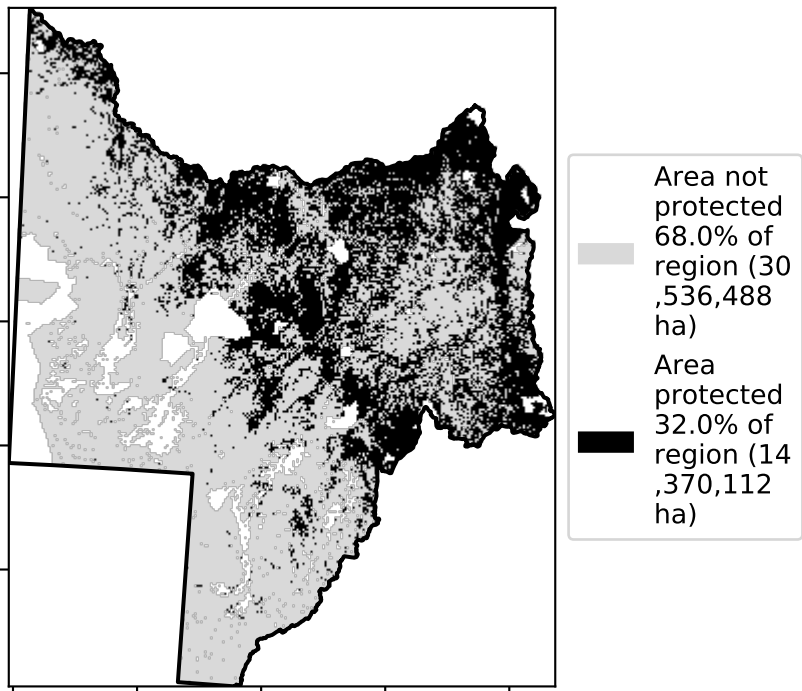 Area not
protected
68.0% of
region (30
,536,488
ha)
Area
protected
32.0% of
region (14
,370,112
ha)